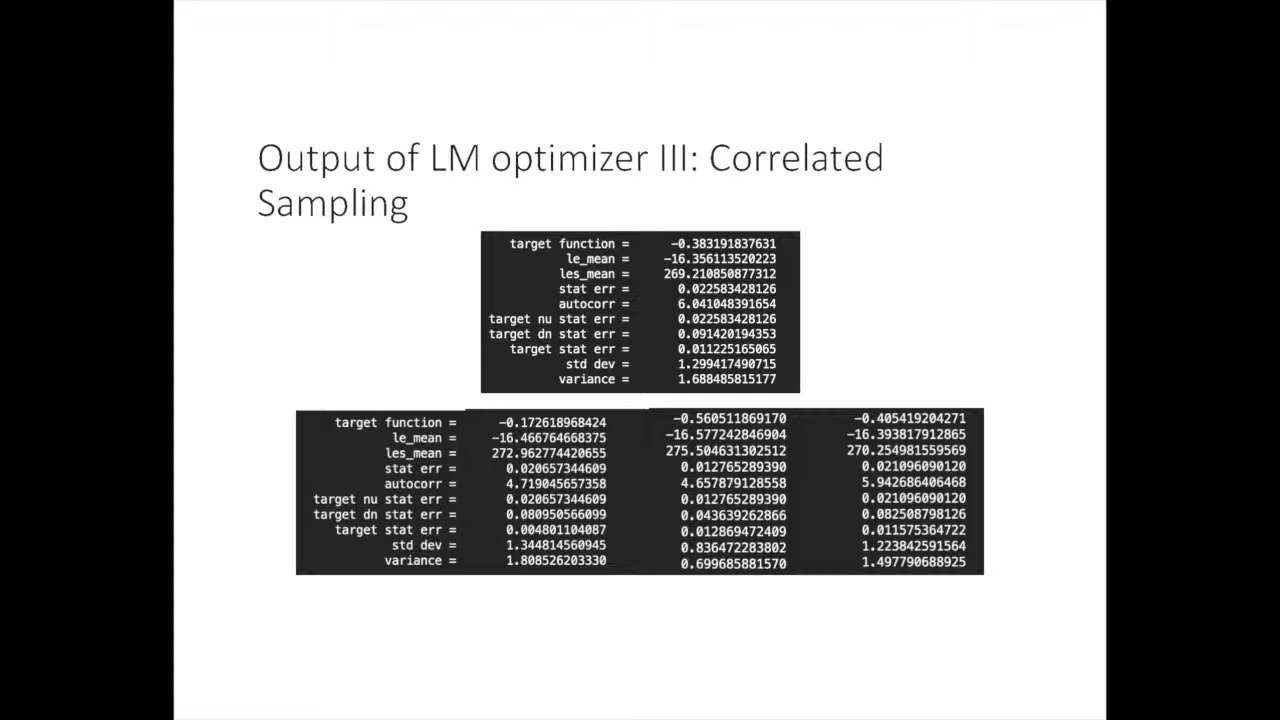 Output of LM optimizer III: Correlated
Sampling
target function = -0.383191837631
le_mean = -16.356113520223
les_mean = 269.210850877312
stat err = 0.022583428126
autocorr = 6.041048391654
target nu stat err = 0.022583428126
target dn stat err = 0.091420194353
target stat err = 0.011225165065
std dev = 1.299417490715
variance = 1.688485815177
target function = -0.172618968424 -0.560511869170 -0.405419204271
le_mean = -16.466764668375 -16.577242846904 -16.393817912865
les_mean = 272.962774420655 275.504631302512 270.254981559569
stat err = 0.020657344609 0.012765289390 0.021096090120
autocorr = 4.719045657358 4.657879128558 5.942686406468
target nu stat err = 0.020657344609 0.012765289390 0.021096090120
target dn stat err = 0.080950566099 0.043639262866 0.082508798126
target stat err = 0.004801104087 0.012869472409 0.011575364722
std dev = 1.344814560945 0.836472283802 1.223842591564
variance = 1.808526203330 0.699685881570 1.497790688925